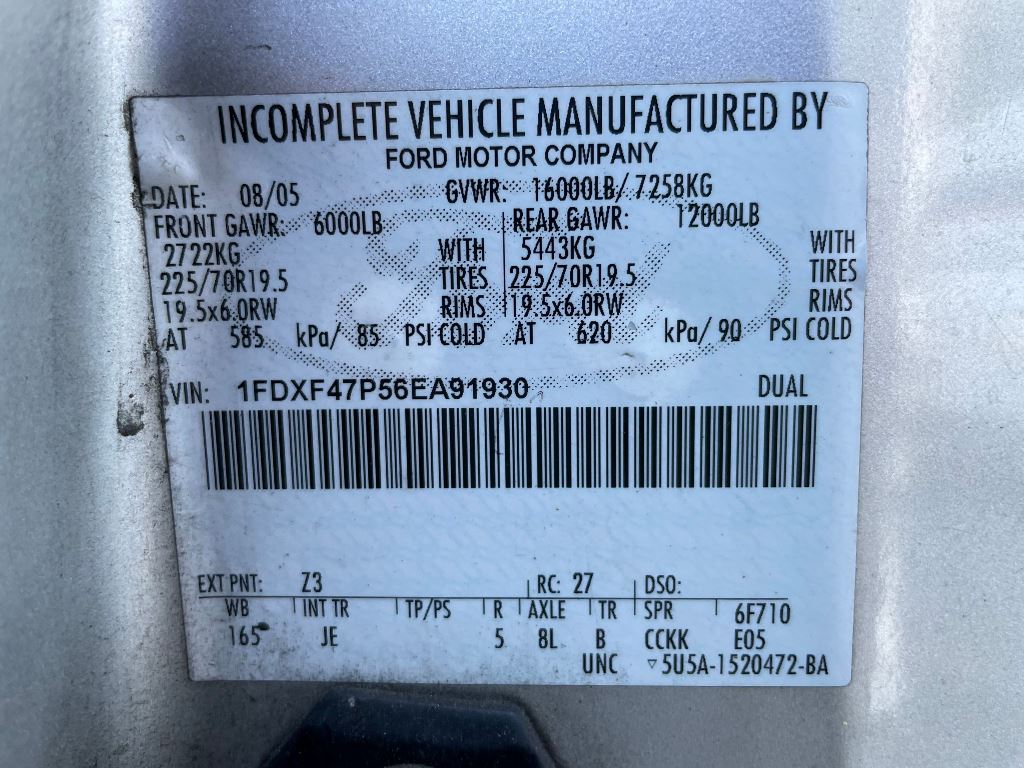 INCOMPLETE VEHICLE MANUFACTURED BY
FORD MOTOR COMPANY
DATE: 08/05 GVWR: 16000LB/ 7258KG
FRONT GAWR: 6000LB REAR GAWR: 12000LB
2722KG WITH 5443KG WITH
225/70R19.5 TIRES 225/70R19.5 TIRES
19.5x6.0RW RIMS 19.5x6.0RW RIMS
AT 585 kPa/ 85 PSI COLD AT 620 kPa/ 90 PSI COLD
VIN: 1FDXF47P56EA91930 DUAL
EXT PNT: Z3 RC: 27 DSO:
WB INT TR TP/PS R AXLE TR SPR 6F710
165 JE 5 8L B CCKK E05
UNC ▿5U5A-1520472-BA